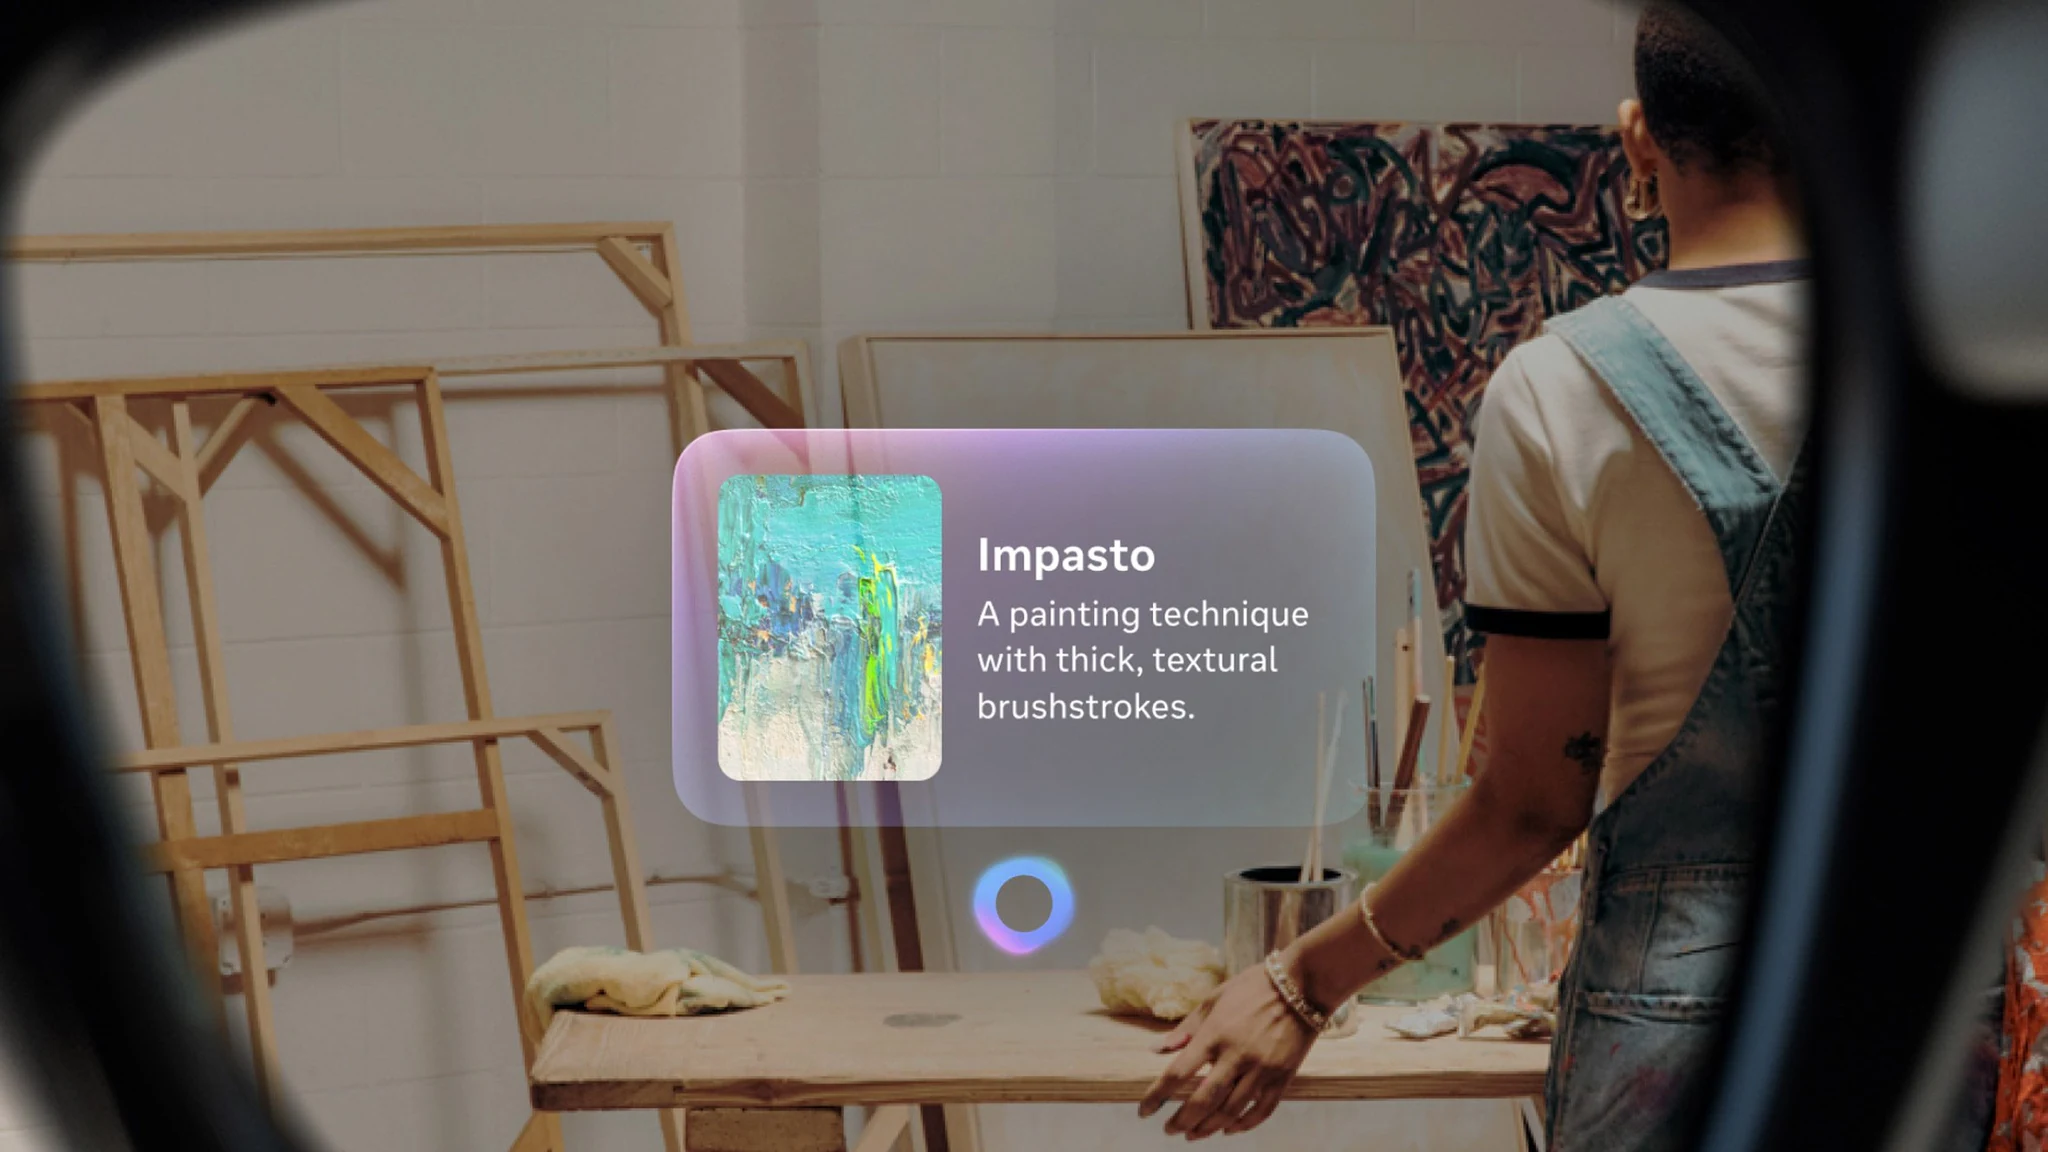 Impasto
A painting technique
with thick, textural
brushstrokes.